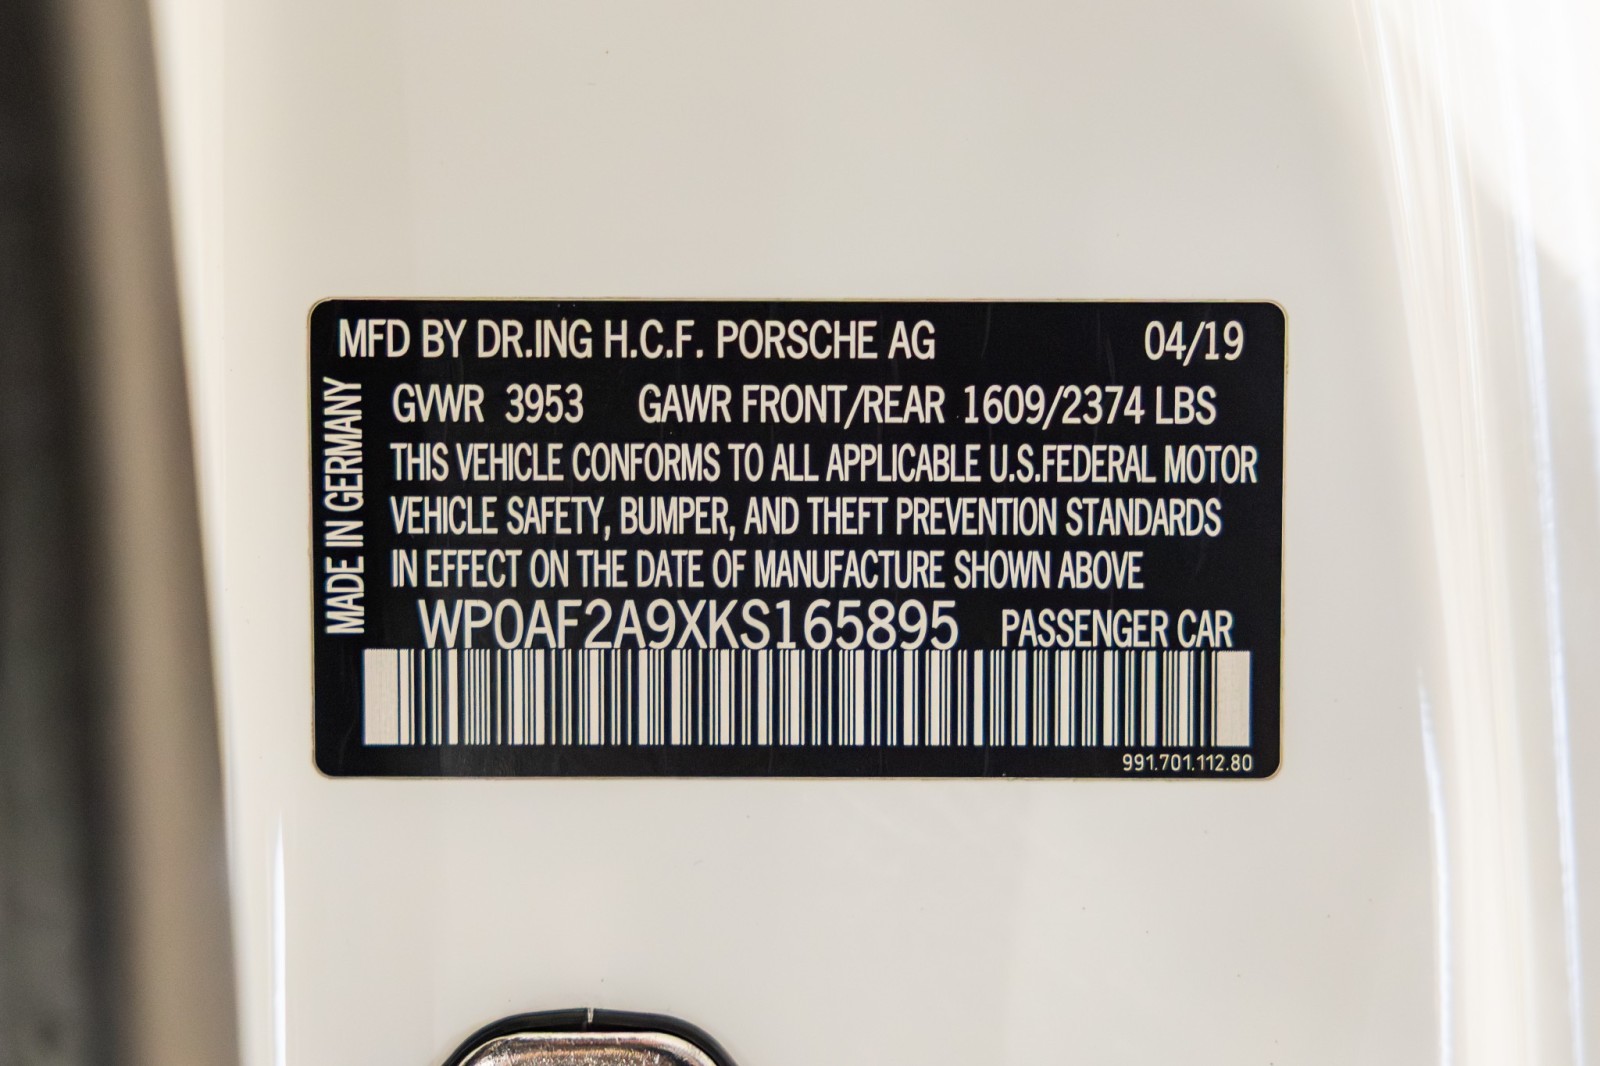 MFD BY DR.ING H.C.F. PORSCHE AG 04/19
MADE IN GERMANY
GVWR 3953 GAWR FRONT/REAR 1609/2374 LBS
THIS VEHICLE CONFORMS TO ALL APPLICABLE U.S.FEDERAL MOTOR
VEHICLE SAFETY, BUMPER, AND THEFT PREVENTION STANDARDS
IN EFFECT ON THE DATE OF MANUFACTURE SHOWN ABOVE
WP0AF2A9XKS165895 PASSENGER CAR
991.701.112.80